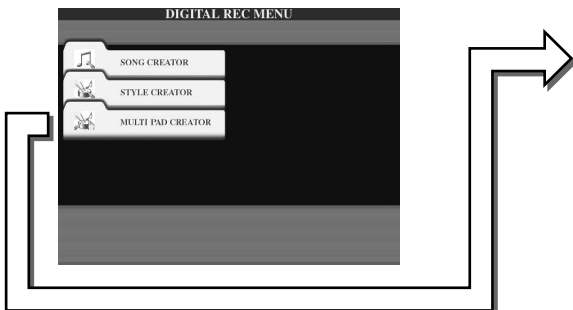 DIGITAL REC MENU
SONG CREATOR
STYLE CREATOR
MULTI PAD CREATOR